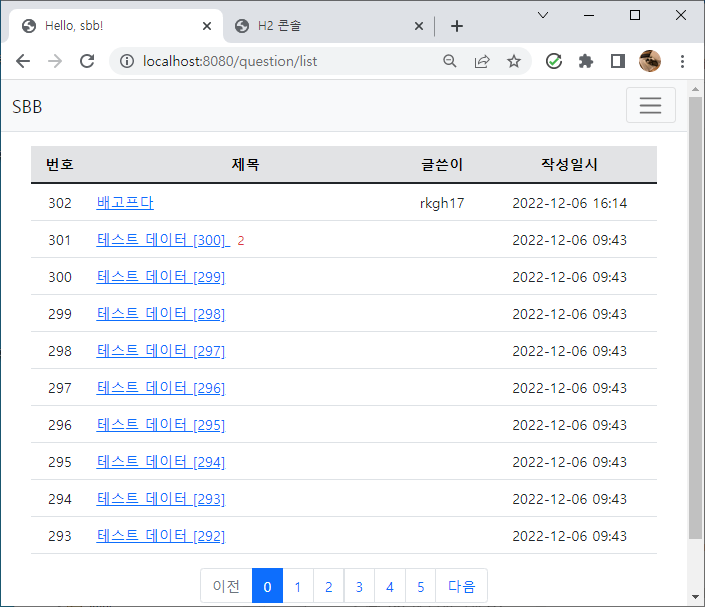 Hello, sbb!
H2 콘솔
localhost:8080/question/list
SBB
번호 제목 글쓴이 작성일시
302 배고프다 rkgh17 2022-12-06 16:14
301 테스트 데이터 [300] 2 2022-12-06 09:43
300 테스트 데이터 [299] 2022-12-06 09:43
299 테스트 데이터 [298] 2022-12-06 09:43
298 테스트 데이터 [297] 2022-12-06 09:43
297 테스트 데이터 [296] 2022-12-06 09:43
296 테스트 데이터 [295] 2022-12-06 09:43
295 테스트 데이터 [294] 2022-12-06 09:43
294 테스트 데이터 [293] 2022-12-06 09:43
293 테스트 데이터 [292] 2022-12-06 09:43
이전 0 1 2 3 4 5 다음